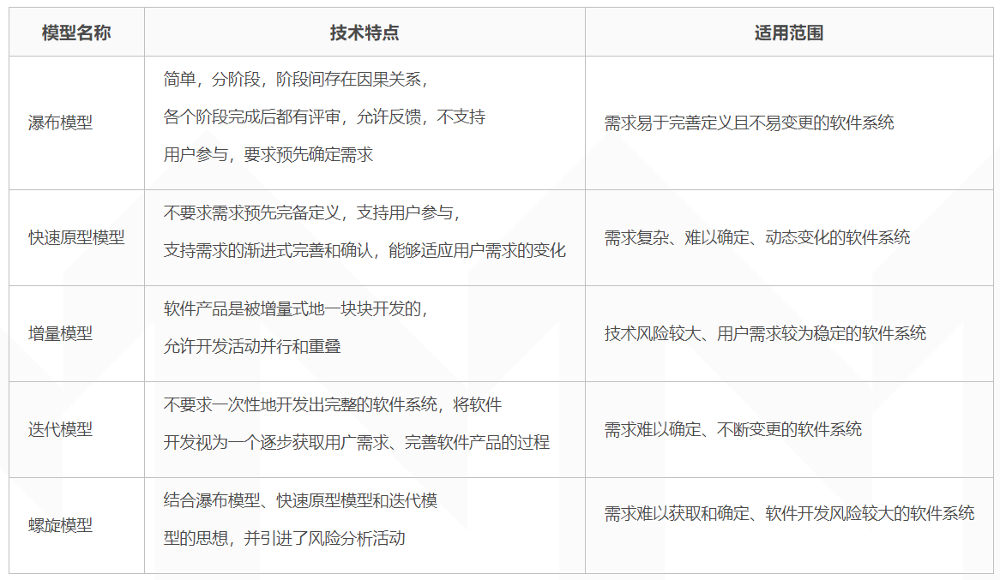 模型名称
技术特点
适用范围
瀑布模型
简单，分阶段，阶段间存在因果关系，
各个阶段完成后都有评审，允许反馈，不支持
用户参与，要求预先确定需求
需求易于完善定义且不易变更的软件系统
快速原型模型
不要求需求预先完备定义，支持用户参与，
支持需求的渐进式完善和确认，能够适应用户需求的变化
需求复杂、难以确定、动态变化的软件系统
增量模型
软件产品是被增量式地一块块开发的，
允许开发活动并行和重叠
技术风险较大、用户需求较为稳定的软件系统
迭代模型
不要求一次性地开发出完整的软件系统，将软件
开发视为一个逐步获取用广需求、完善软件产品的过程
需求难以确定、不断变更的软件系统
螺旋模型
结合瀑布模型、快速原型模型和迭代模
型的思想，并引进了风险分析活动
需求难以获取和确定、软件开发风险较大的软件系统